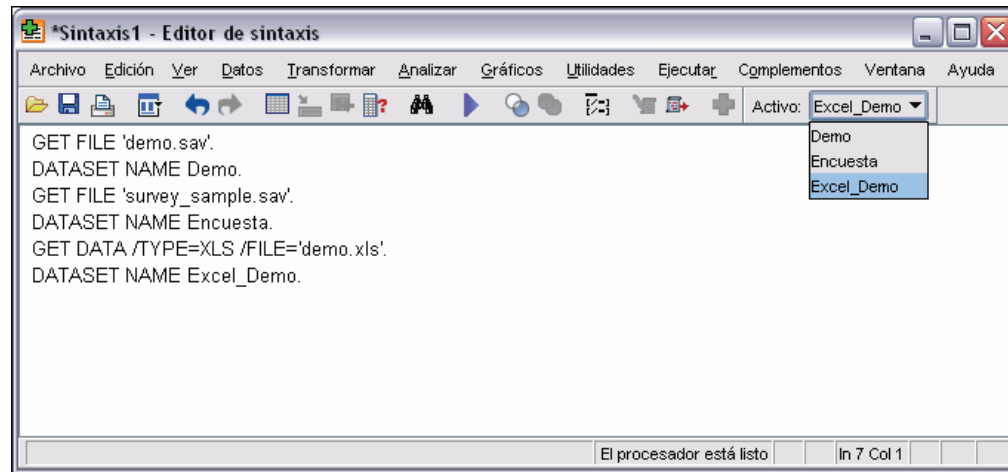 *Sintaxis1 - Editor de sintaxis
Archivo Edición Ver Datos Transformar Analizar Gráficos Utilidades Ejecutar Complementos Ventana Ayuda
Activo: Excel_Demo
Demo
Encuesta
Excel_Demo
GET FILE 'demo.sav'.
DATASET NAME Demo.
GET FILE 'survey_sample.sav'.
DATASET NAME Encuesta.
GET DATA /TYPE=XLS /FILE='demo.xls'.
DATASET NAME Excel_Demo.
El procesador está listo
In 7 Col 1